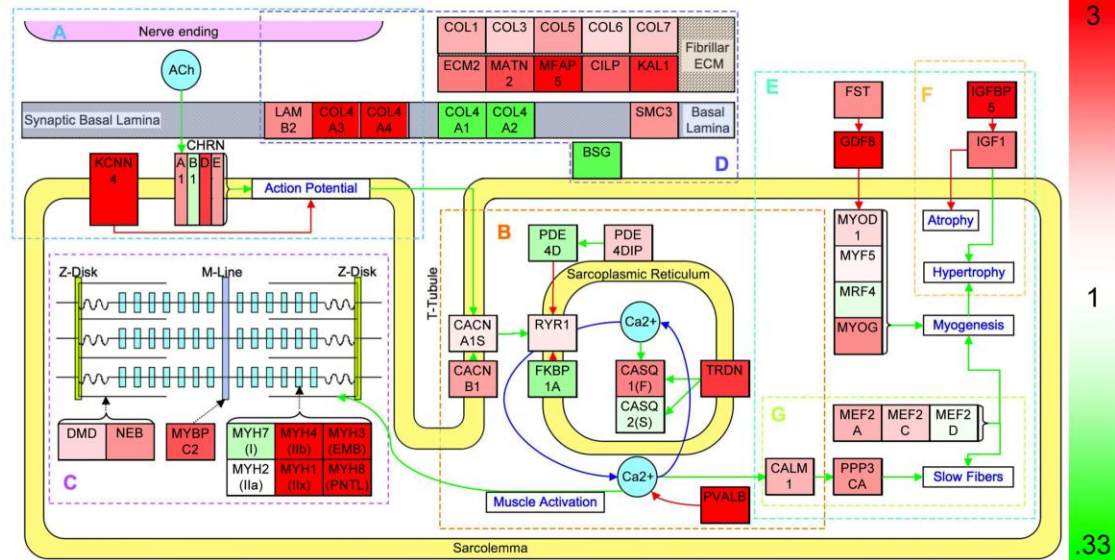 A
Nerve ending
ACh
COL1 COL3 COL5 COL6 COL7
Fibrillar
ECM
ECM2 MATN
2 MFAP
5 CILP KAL1
Synaptic Basal Lamina
LAM
B2 COL4
A3 COL4
A4 COL4
A1 COL4
A2 SMC3
Basal
Lamina
D
BSG
KCNN
4
CHRN
A
1
B
1
D
E
Action Potential
E
FST
GDF8
F
IGFBP
5
IGF1
Atrophy
Hypertrophy
Myogenesis
MYOD
1
MYF5
MRF4
MYOG
B
PDE
4D
PDE
4DIP
Sarcoplasmic Reticulum
T-Tubule
CACN
A1S
CACN
B1
RYR1
FKBP
1A
Ca2+
CASQ
1(F)
CASQ
2(S)
TRDN
Ca2+
PVALB
Muscle Activation
Z-Disk
M-Line
Z-Disk
DMD NEB
MYBP
C2
MYH7
(I)
MYH4
(IIb)
MYH3
(EMB)
MYH2
(IIa)
MYH1
(IIx)
MYH8
(PNTL)
C
G
MEF2
A
MEF2
C
MEF2
D
CALM
1
PPP3
CA
Slow Fibers
Sarcolemma
3
1
.33